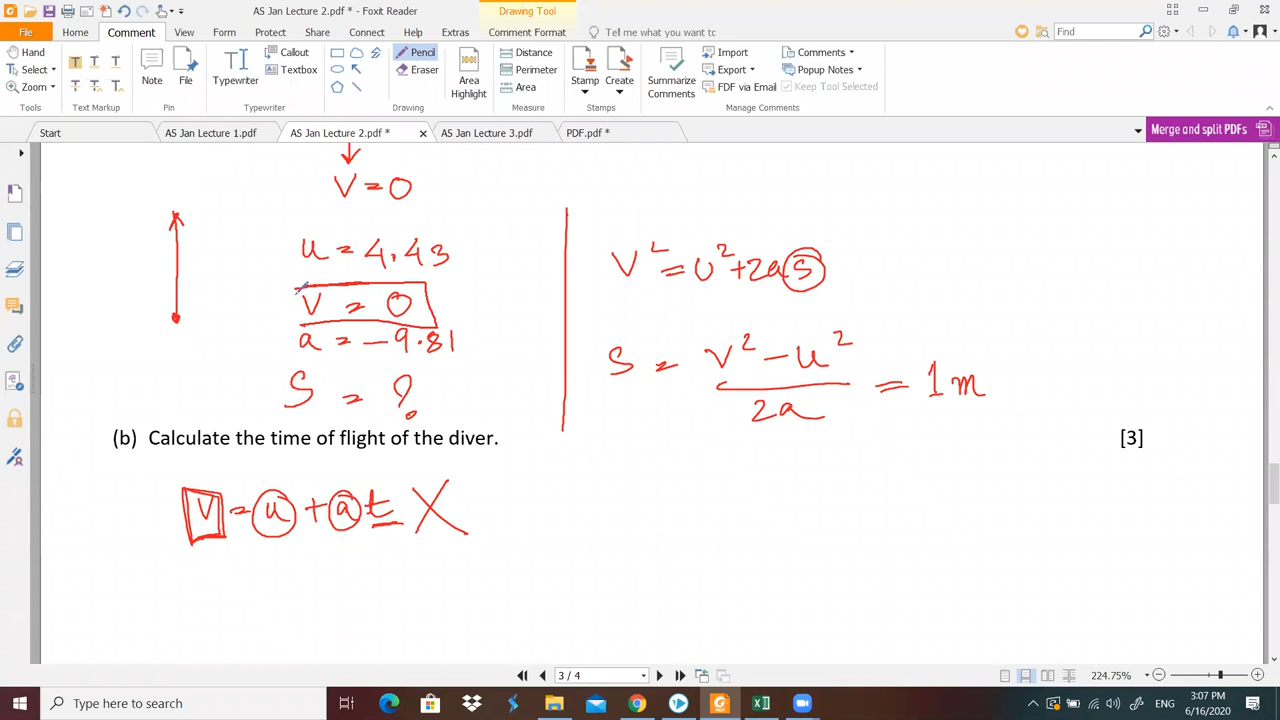 AS Jan Lecture 2.pdf * - Foxit Reader
Drawing Tool
File Home Comment View Form Protect Share Connect Help Extras Comment Format Tell me what you want tc Find
Hand
Select
Zoom
Tools
Text Markup
Note
File
Pin
Typewriter
Callout
Textbox
Typewriter
Pencil
Eraser
Drawing
Area Highlight
Distance
Perimeter
Area
Measure
Stamp
Create
Stamps
Summarize Comments
Import
Export
FDF via Email
Comments
Popup Notes
Keep Tool Selected
Manage Comments
Start AS Jan Lecture 1.pdf AS Jan Lecture 2.pdf * AS Jan Lecture 3.pdf PDF.pdf * Merge and split PDFs
V = 0
u = 4.43
V = 0
a = -9.81
S = ?
V² = U² + 2aS
S = V² - u² / 2a = 1m
(b) Calculate the time of flight of the diver. [3]
V = u + at X
3 / 4
224.75%
Type here to search
ENG
3:07 PM
6/16/2020